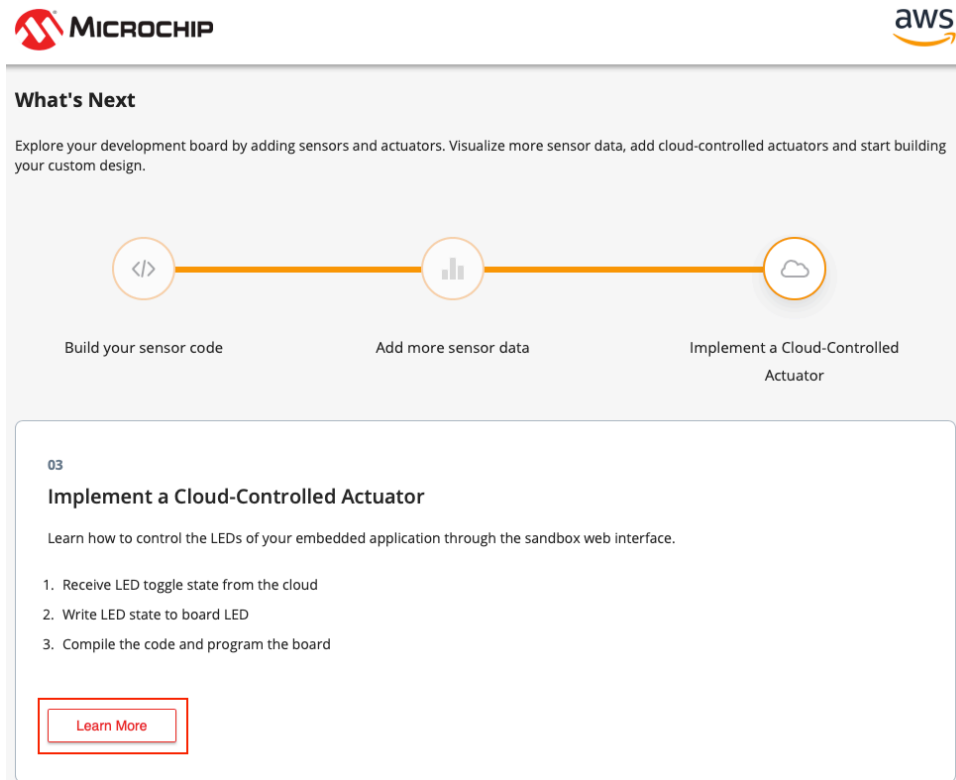 MICROCHIP
aws
What's Next
Explore your development board by adding sensors and actuators. Visualize more sensor data, add cloud-controlled actuators and start building
your custom design.
</>
Build your sensor code
Add more sensor data
Implement a Cloud-Controlled
Actuator
03
Implement a Cloud-Controlled Actuator
Learn how to control the LEDs of your embedded application through the sandbox web interface.
1. Receive LED toggle state from the cloud
2. Write LED state to board LED
3. Compile the code and program the board
Learn More